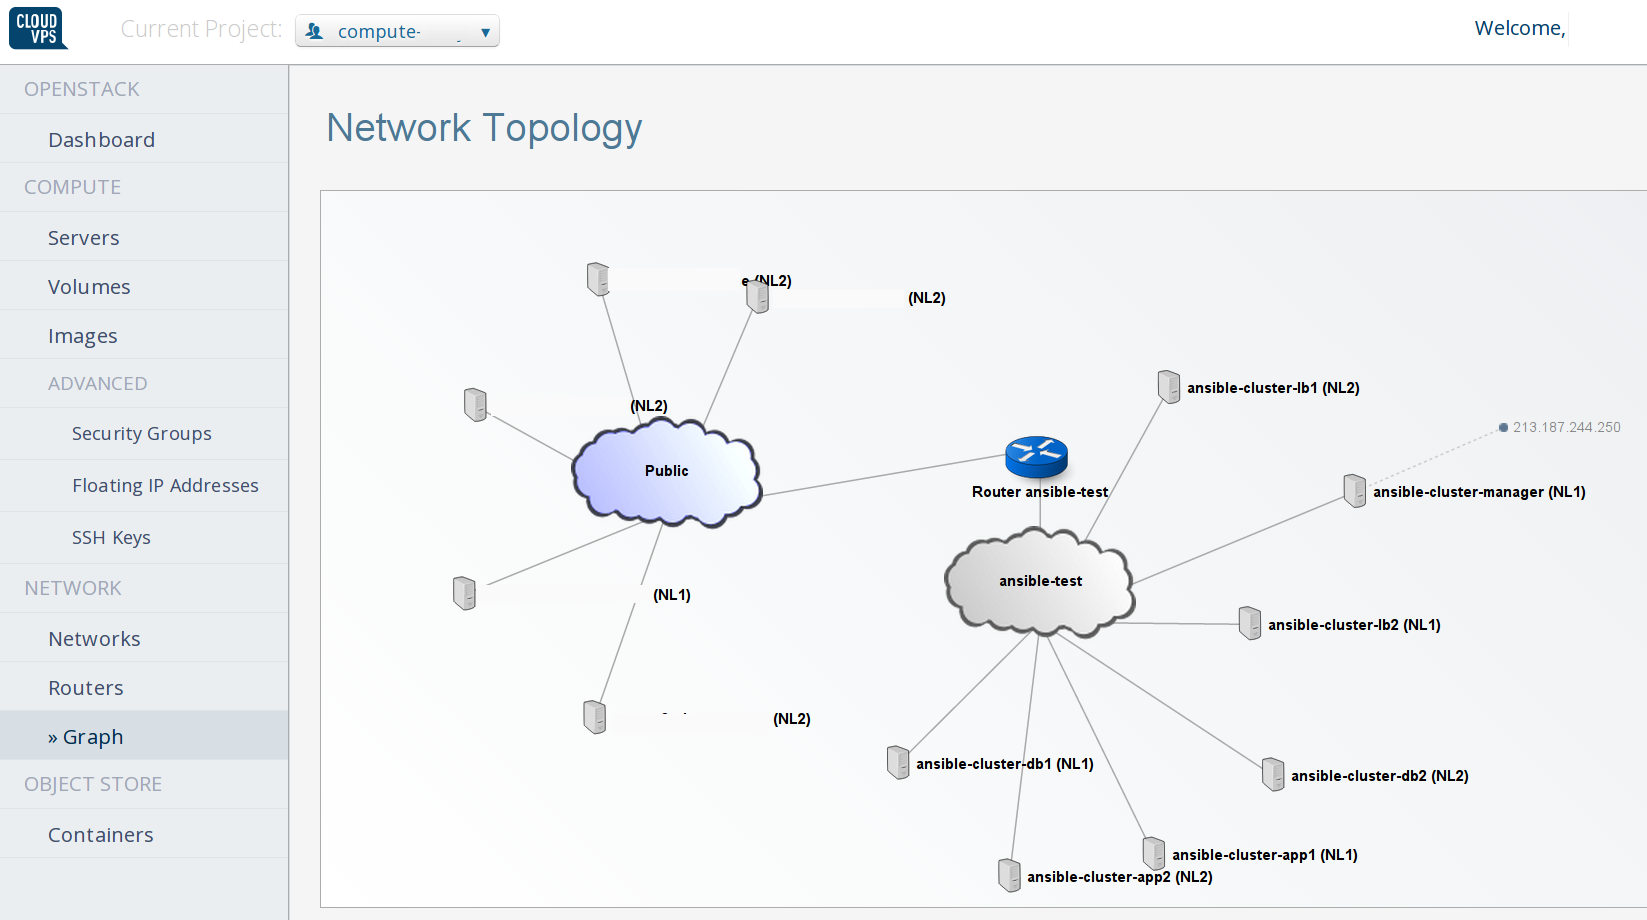 CLOUD
VPS
Current Project:
compute-
Welcome,
OPENSTACK
Dashboard
COMPUTE
Servers
Volumes
Images
ADVANCED
Security Groups
Floating IP Addresses
SSH Keys
NETWORK
Networks
Routers
» Graph
OBJECT STORE
Containers
Network Topology
e (NL2)
(NL2)
(NL2)
Public
(NL1)
(NL2)
Router ansible-test
ansible-test
ansible-cluster-lb1 (NL2)
213.187.244.250
ansible-cluster-manager (NL1)
ansible-cluster-lb2 (NL1)
ansible-cluster-db1 (NL1)
ansible-cluster-db2 (NL2)
ansible-cluster-app1 (NL1)
ansible-cluster-app2 (NL2)